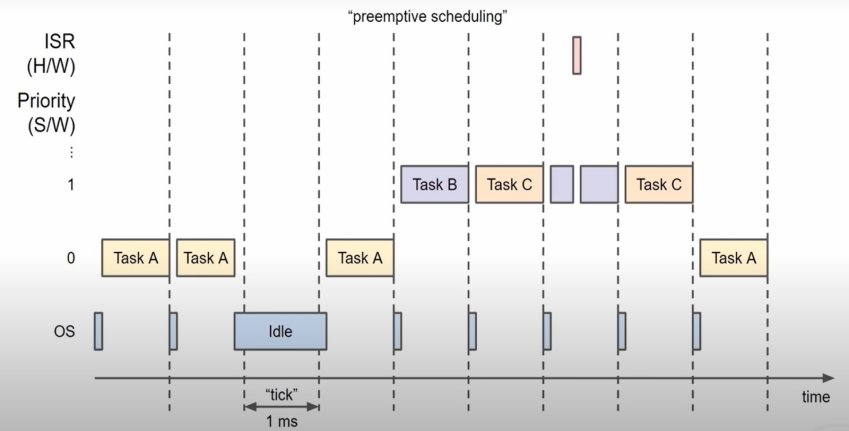 “preemptive scheduling”
ISR
(H/W)
Priority
(S/W)
⋮
1
Task B
Task C
Task C
0
Task A
Task A
Task A
Task A
OS
Idle
“tick”
1 ms
time